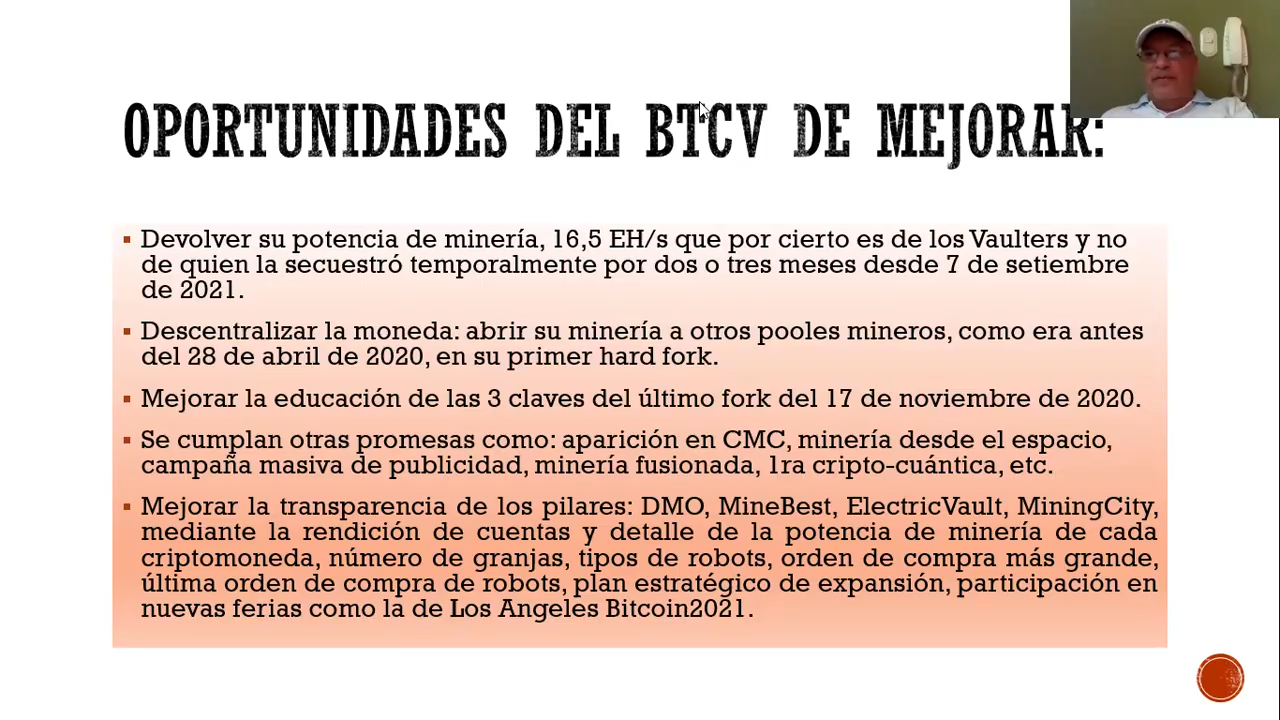 OPORTUNIDADES DEL BTCV DE MEJORAR:
Devolver su potencia de minería, 16,5 EH/s que por cierto es de los Vaulters y no
de quien la secuestró temporalmente por dos o tres meses desde 7 de setiembre
de 2021.
Descentralizar la moneda: abrir su minería a otros pooles mineros, como era antes
del 28 de abril de 2020, en su primer hard fork.
Mejorar la educación de las 3 claves del último fork del 17 de noviembre de 2020.
Se cumplan otras promesas como: aparición en CMC, minería desde el espacio,
campaña masiva de publicidad, minería fusionada, 1ra cripto-cuántica, etc.
Mejorar la transparencia de los pilares: DMO, MineBest, ElectricVault, MiningCity,
mediante la rendición de cuentas y detalle de la potencia de minería de cada
criptomoneda, número de granjas, tipos de robots, orden de compra más grande,
última orden de compra de robots, plan estratégico de expansión, participación en
nuevas ferias como la de Los Angeles Bitcoin2021.